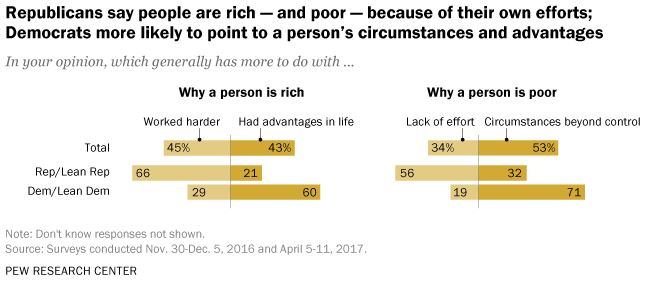 Republicans say people are rich — and poor — because of their own efforts;
Democrats more likely to point to a person's circumstances and advantages
In your opinion, which generally has more to do with ...
Why a person is rich
Why a person is poor
Worked harder Had advantages in life
Lack of effort Circumstances beyond control
Total 45% 43% 34% 53%
Rep/Lean Rep 66 21 56 32
Dem/Lean Dem 29 60 19 71
Note: Don't know responses not shown.
Source: Surveys conducted Nov. 30-Dec. 5, 2016 and April 5-11, 2017.
PEW RESEARCH CENTER